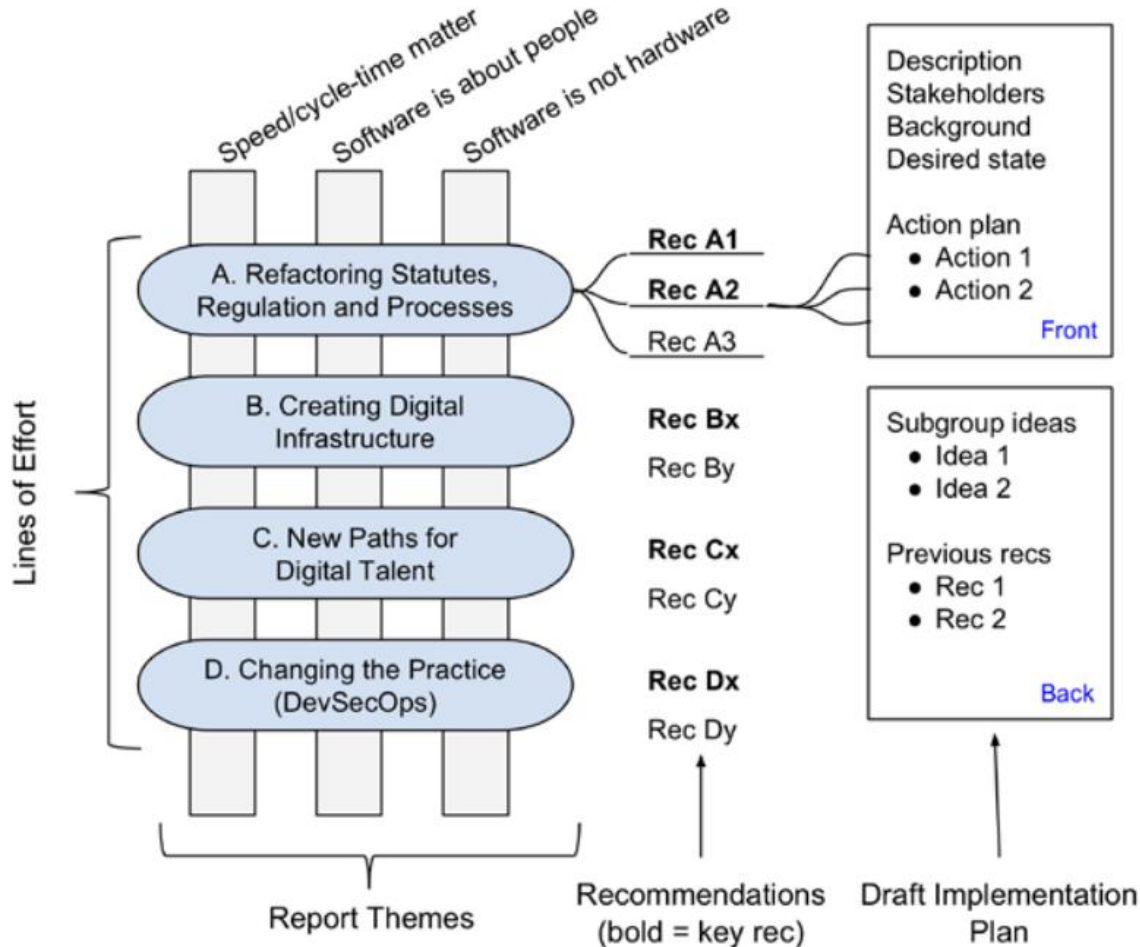 Speed/cycle-time matter
Software is about people
Software is not hardware
Lines of Effort
A. Refactoring Statutes,
Regulation and Processes
B. Creating Digital
Infrastructure
C. New Paths for
Digital Talent
D. Changing the Practice
(DevSecOps)
Report Themes
Rec A1
Rec A2
Rec A3
Rec Bx
Rec By
Rec Cx
Rec Cy
Rec Dx
Rec Dy
Recommendations
(bold = key rec)
Description
Stakeholders
Background
Desired state
Action plan
● Action 1
● Action 2
Front
Subgroup ideas
● Idea 1
● Idea 2
Previous recs
● Rec 1
● Rec 2
Back
Draft Implementation
Plan